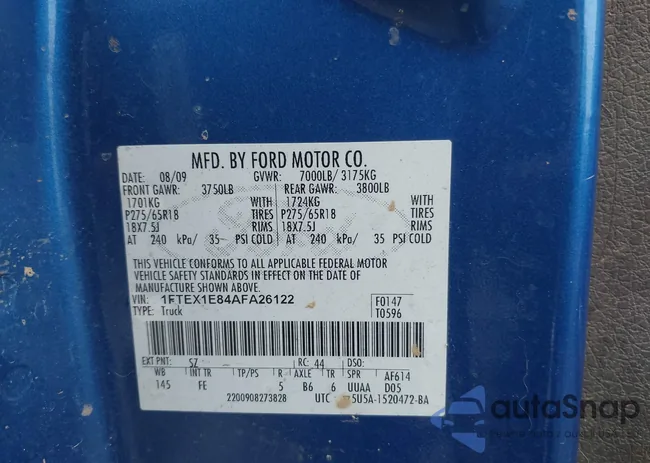 MFD. BY FORD MOTOR CO.
DATE: 08/09 GVWR: 7000LB/ 3175KG
FRONT GAWR: 3750LB REAR GAWR: 3800LB
1701KG WITH 1724KG WITH
P275/65R18 TIRES P275/65R18 TIRES
18X7.5J RIMS 18X7.5J RIMS
AT 240 kPa/ 35 PSI COLD AT 240 kPa/ 35 PSI COLD
THIS VEHICLE CONFORMS TO ALL APPLICABLE FEDERAL MOTOR
VEHICLE SAFETY STANDARDS IN EFFECT ON THE DATE OF
MANUFACTURE SHOWN ABOVE.
VIN: 1FTEX1E84AFA26122 F0147
TYPE: Truck T0596
EXT PNT: SZ RC: 44 DSO:
WB INT TR TP/PS R AXLE TR SPR AF614
145 FE 5 B6 6 UUAA D05
2200908273828 UTC 5U5A-1520472-BA
autoSnap
www.autosnap.cloud